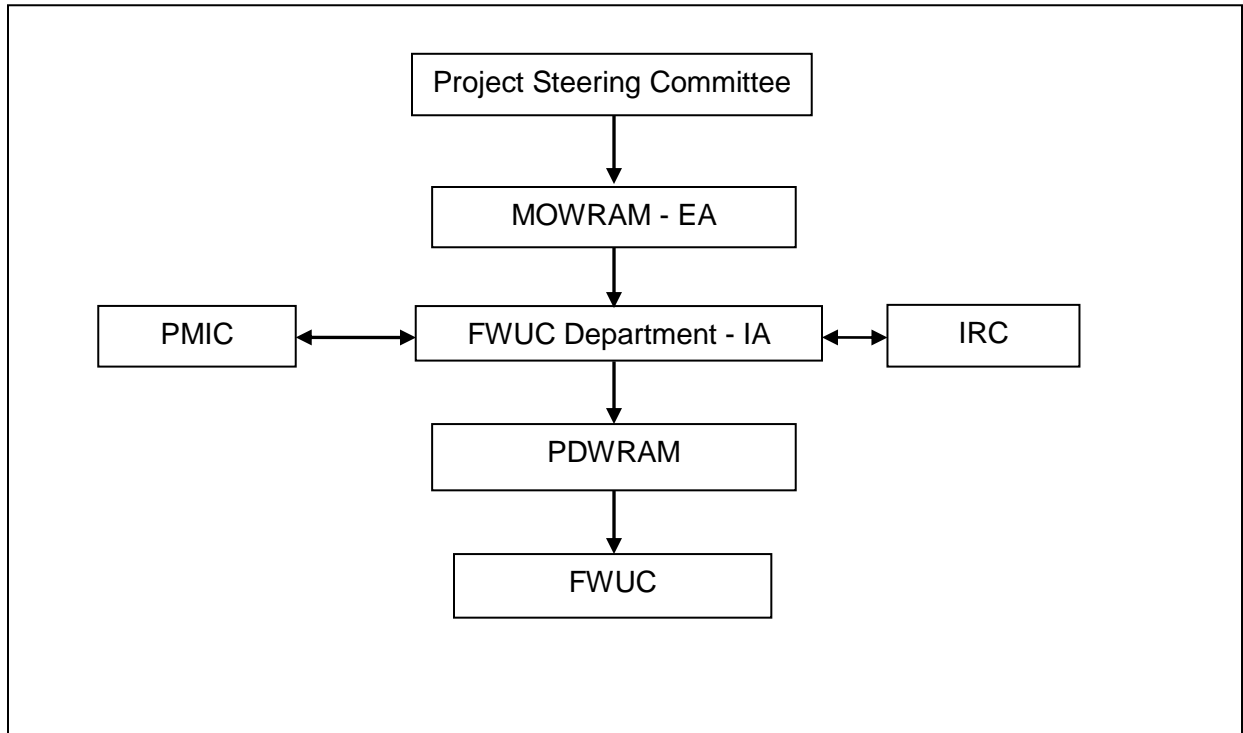 Project Steering Committee
MOWRAM - EA
PMIC
FWUC Department - IA
IRC
PDWRAM
FWUC